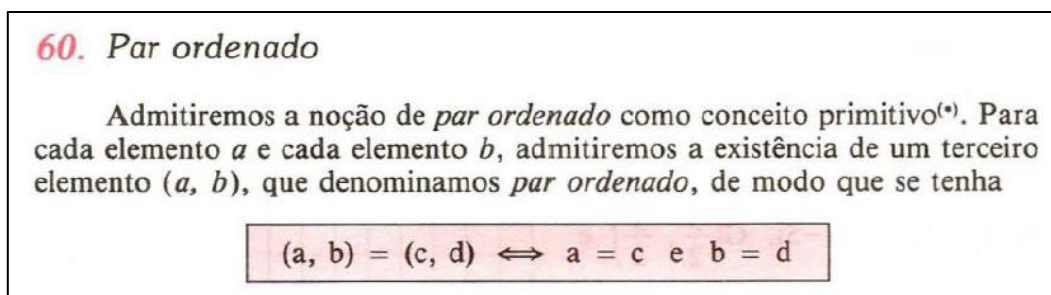 60. Par ordenado
Admitiremos a noção de par ordenado como conceito primitivo(*). Para
cada elemento a e cada elemento b, admitiremos a existência de um terceiro
elemento (a, b), que denominamos par ordenado, de modo que se tenha
(a, b) = (c, d) ⟺ a = c e b = d